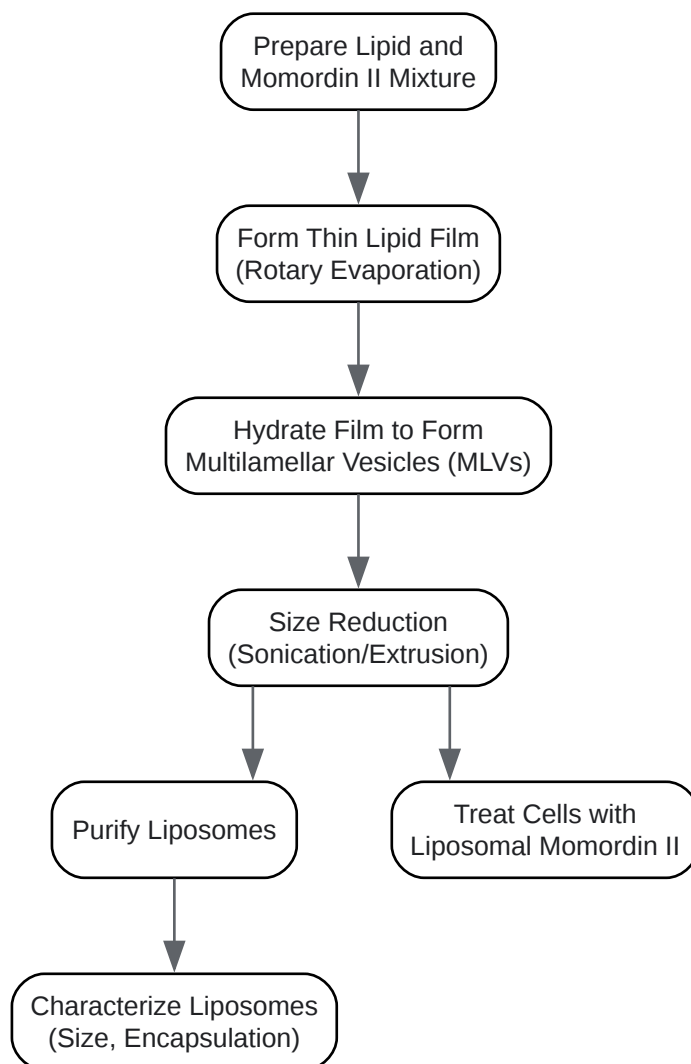 Prepare Lipid and
Momordin II Mixture
Form Thin Lipid Film
(Rotary Evaporation)
Hydrate Film to Form
Multilamellar Vesicles (MLVs)
Size Reduction
(Sonication/Extrusion)
Purify Liposomes
Treat Cells with
Liposomal Momordin II
Characterize Liposomes
(Size, Encapsulation)